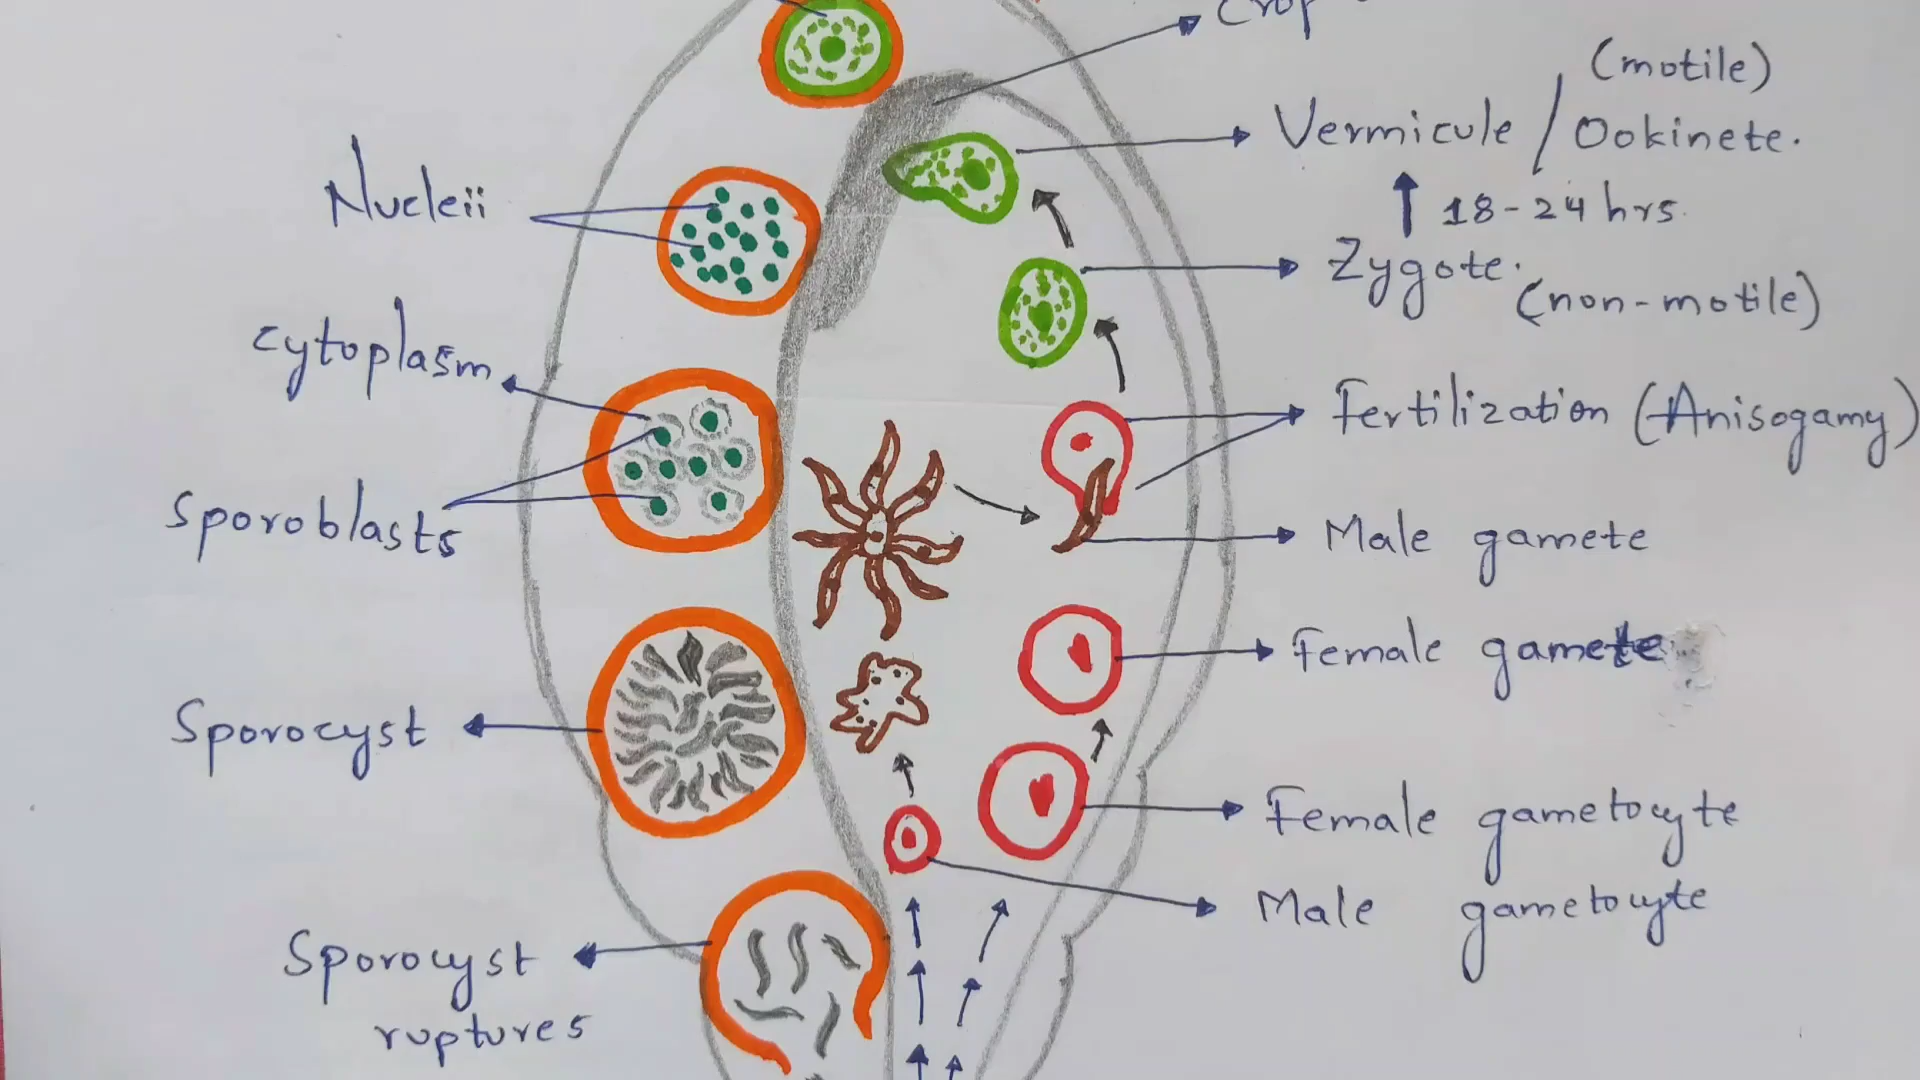 Crop
(motile)
Vermicule / Ookinete.
18-24 hrs.
Zygote.
(non-motile)
Fertilization (Anisogamy)
Male gamete
Female gamete
Female gametocyte
Male gametocyte
Nucleii
Cytoplasm
Sporoblasts
Sporocyst
Sporocyst
ruptures